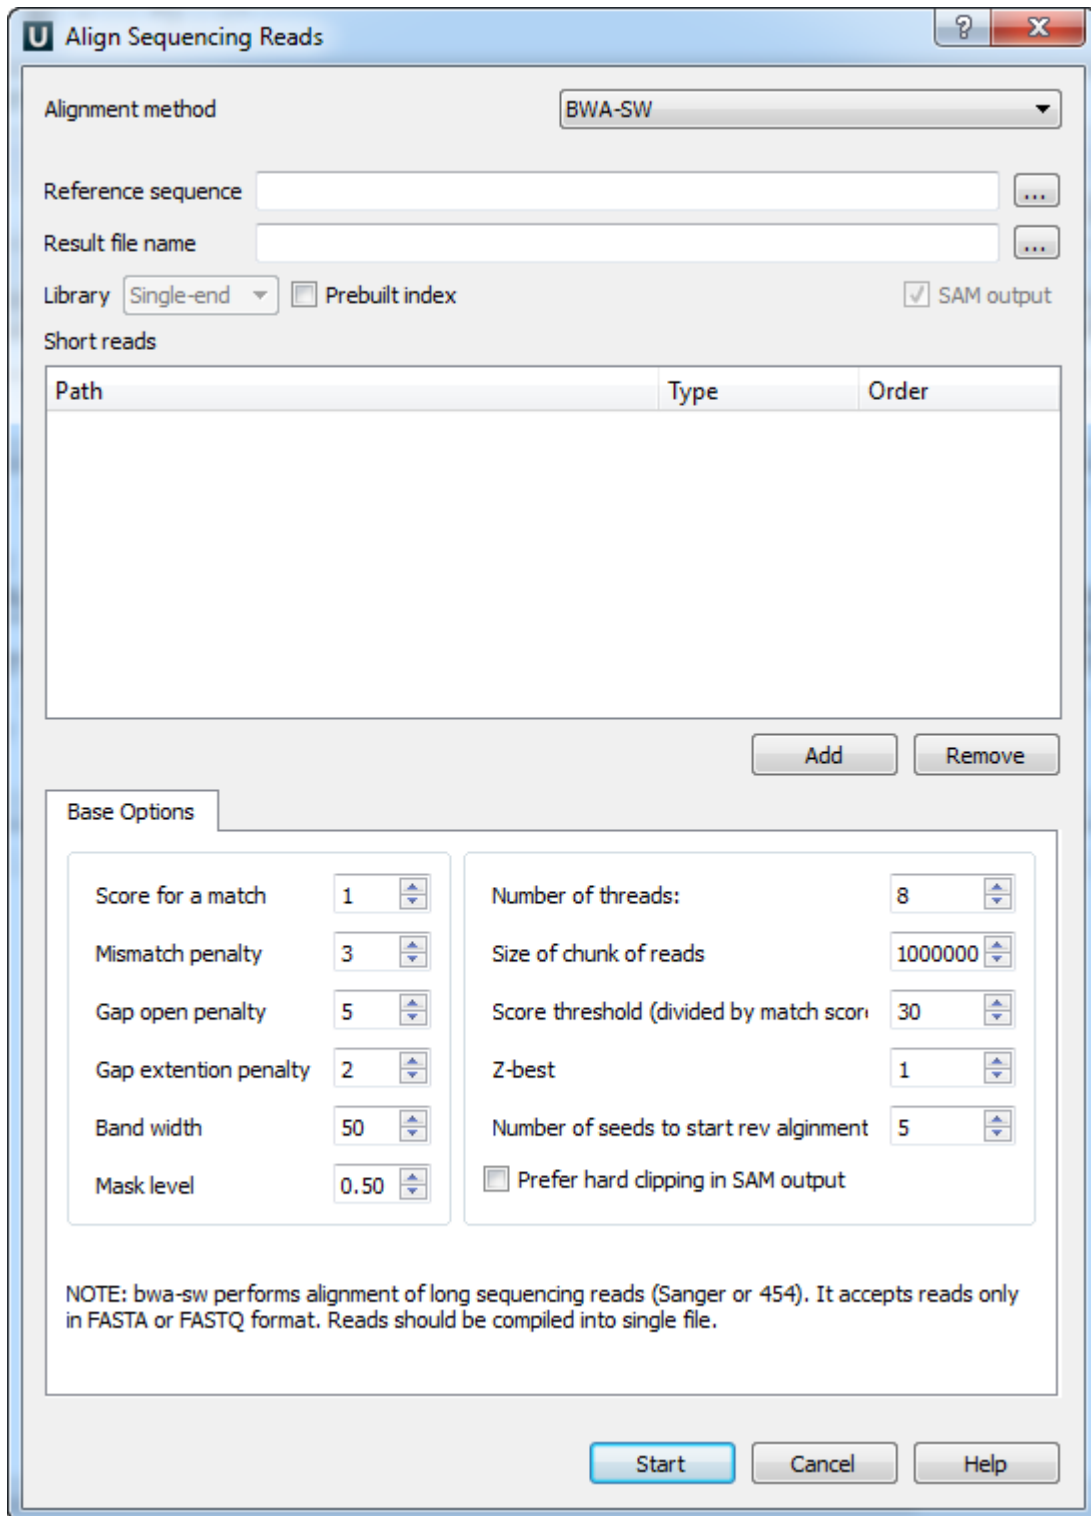 U Align Sequencing Reads ? x
Alignment method BWA-SW
Reference sequence ...
Result file name ...
Library Single-end Prebuilt index SAM output
Short reads
Path Type Order
Add Remove
Base Options
Score for a match 1 Number of threads: 8
Mismatch penalty 3 Size of chunk of reads 1000000
Gap open penalty 5 Score threshold (divided by match scor 30
Gap extention penalty 2 Z-best 1
Band width 50 Number of seeds to start rev alginment 5
Mask level 0.50 Prefer hard clipping in SAM output
NOTE: bwa-sw performs alignment of long sequencing reads (Sanger or 454). It accepts reads only
in FASTA or FASTQ format. Reads should be compiled into single file.
Start Cancel Help